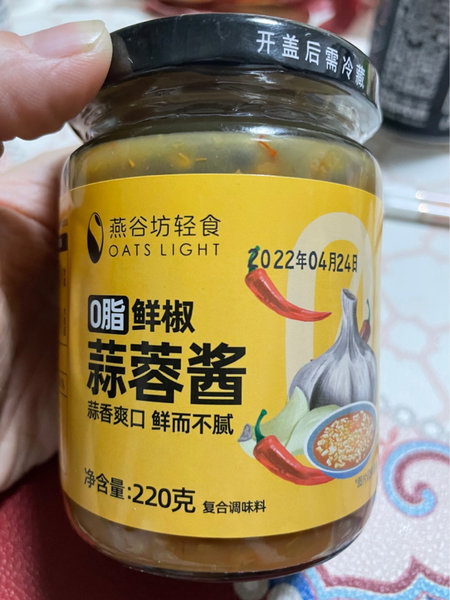 开盖后需冷藏
燕谷坊轻食
OATS LIGHT
2022年04月24日
0脂 鲜椒
蒜蓉酱
蒜香爽口 鲜而不腻
净含量:220克 复合调味料